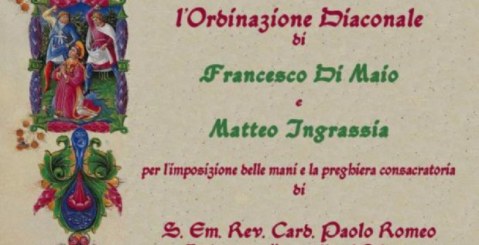 l'Ordinazione Diaconale
di
Francesco Di Maio
e
Matteo Ingrassia
per l'imposizione delle mani e la preghiera consacratoria
di
S. Em. Rev. Card. Paolo Romeo